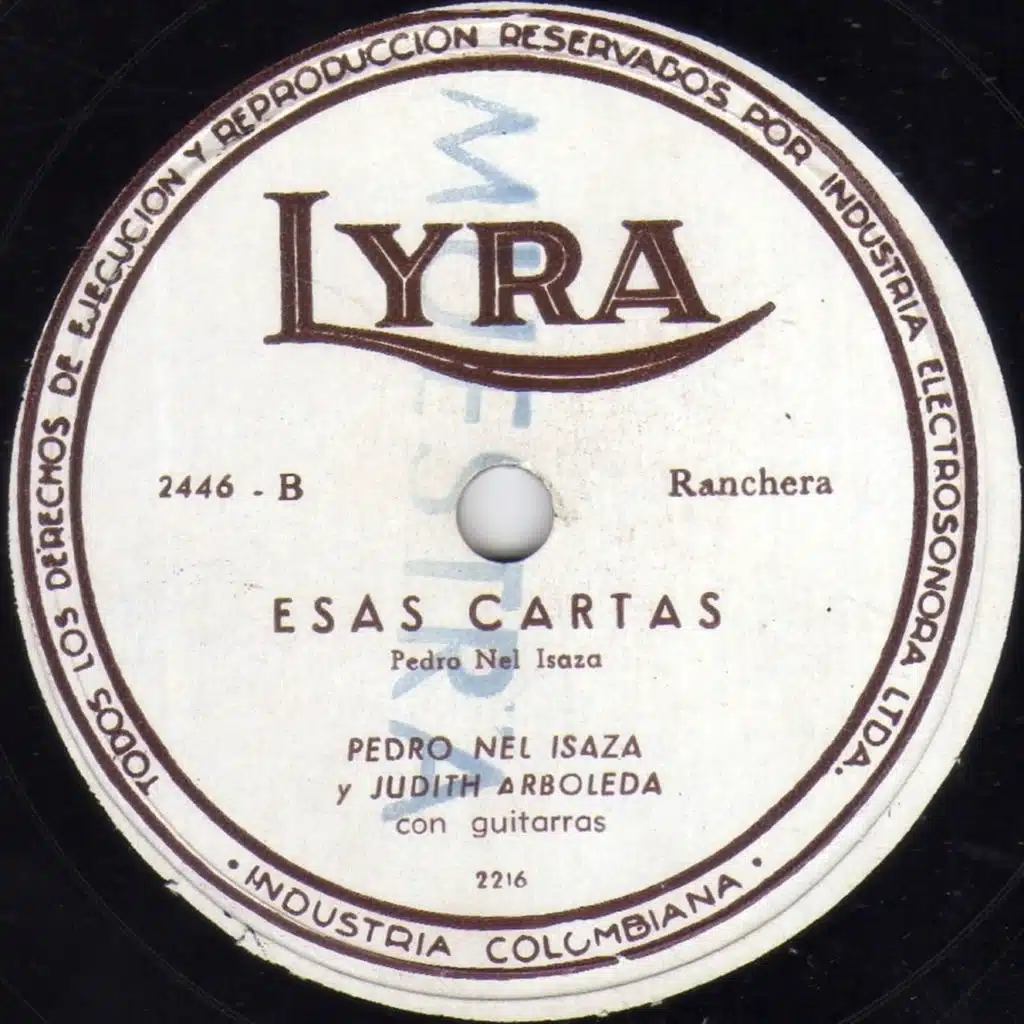 TODOS LOS DERECHOS DE EJECUCION Y REPRODUCCION RESERVADOS POR INDUSTRIA ELECTROSONORA LTDA.
LYRA
MUESTRA
2446 - B
Ranchera
ESAS CARTAS
Pedro Nel Isaza
PEDRO NEL ISAZA
y JUDITH ARBOLEDA
con guitarras
2216
• INDUSTRIA COLOMBIANA •